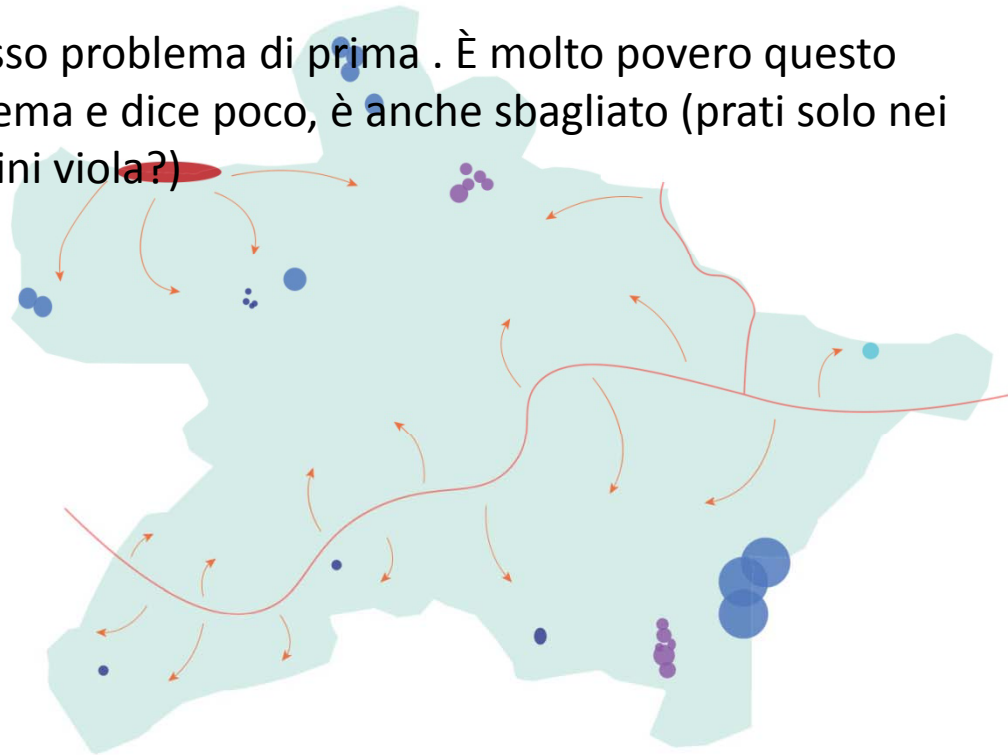 sso problema di prima . È molto povero questo
ema e dice poco, è anche sbagliato (prati solo nei
ini viola?)